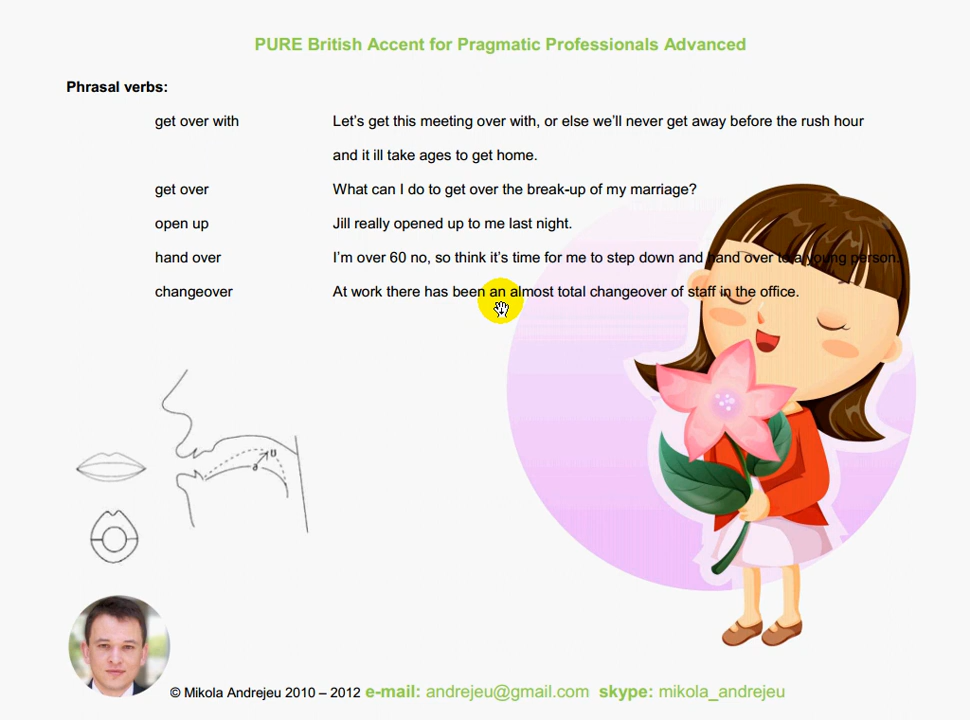 PURE British Accent for Pragmatic Professionals Advanced
Phrasal verbs:
get over with Let's get this meeting over with, or else we'll never get away before the rush hour
and it ill take ages to get home.
get over What can I do to get over the break-up of my marriage?
open up Jill really opened up to me last night.
hand over I'm over 60 no, so think it's time for me to step down and hand over to a young person.
changeover At work there has been an almost total changeover of staff in the office.
© Mikola Andrejeu 2010 – 2012 e-mail: andrejeu@gmail.com skype: mikola_andrejeu